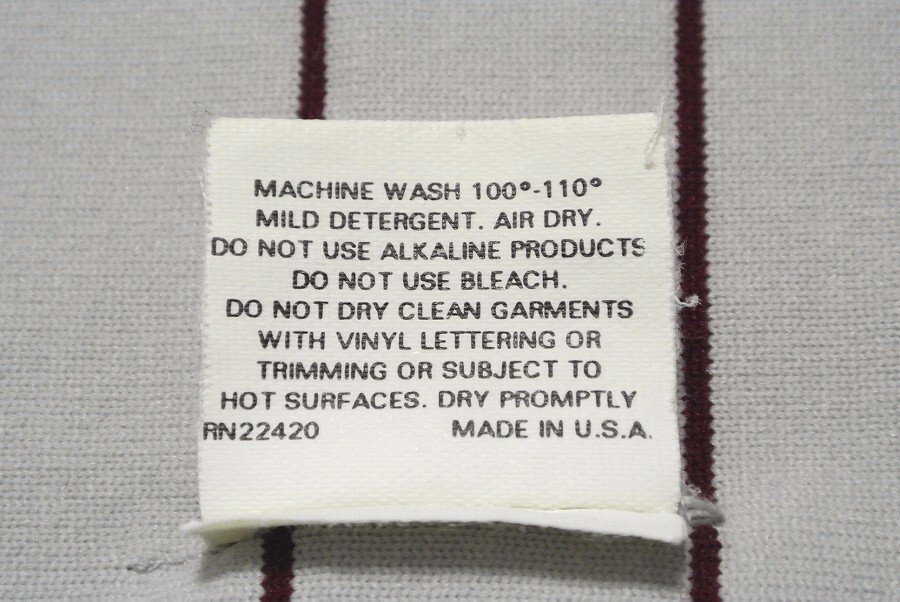 MACHINE WASH 100°-110°
MILD DETERGENT. AIR DRY.
DO NOT USE ALKALINE PRODUCTS
DO NOT USE BLEACH.
DO NOT DRY CLEAN GARMENTS
WITH VINYL LETTERING OR
TRIMMING OR SUBJECT TO
HOT SURFACES. DRY PROMPTLY
RN22420 MADE IN U.S.A.